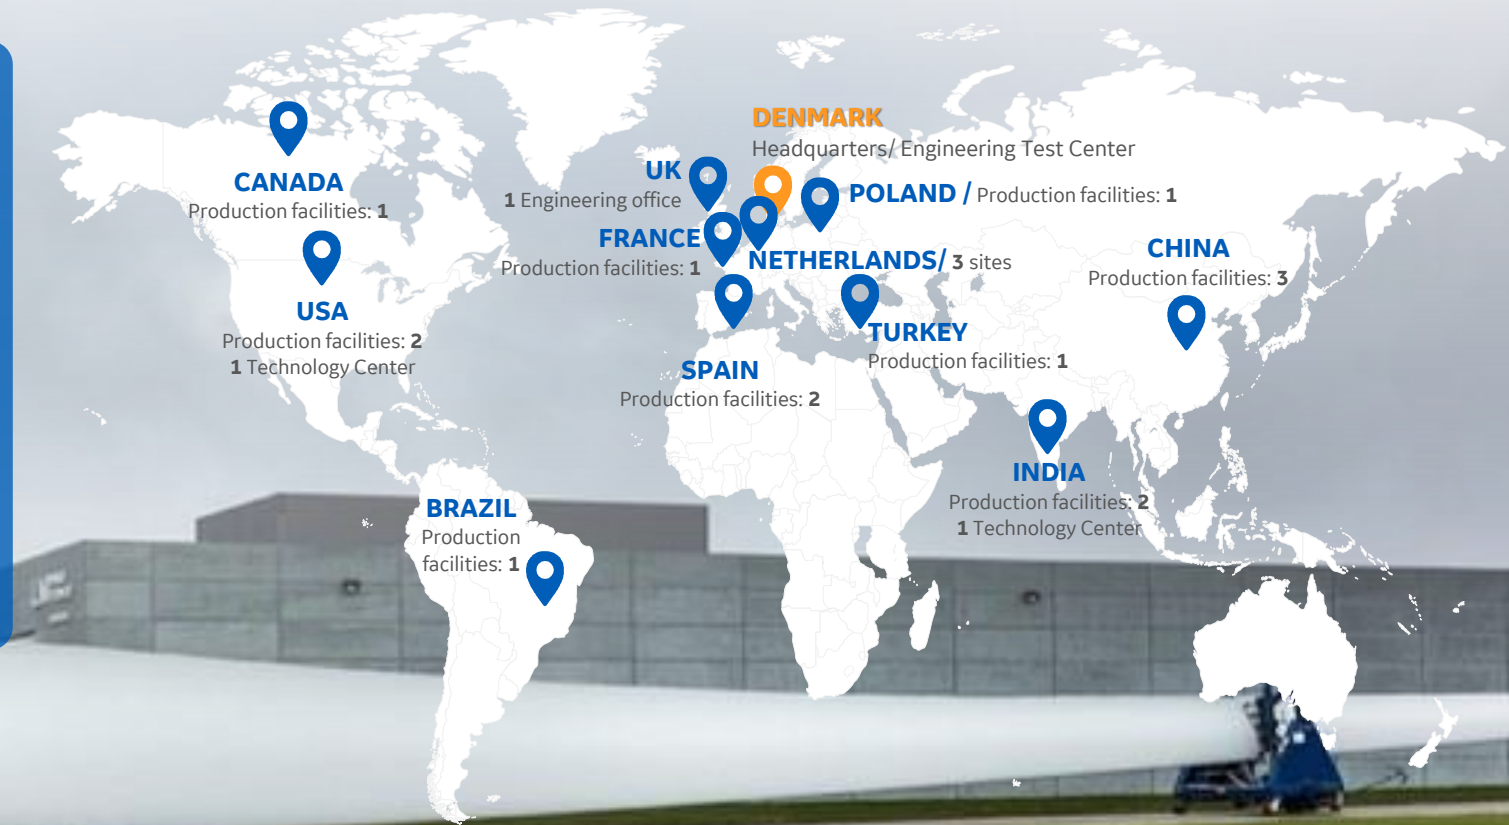 DENMARK
Headquarters/ Engineering Test Center
UK
1 Engineering office
POLAND / Production facilities: 1
CANADA
Production facilities: 1
FRANCE
Production facilities: 1
NETHERLANDS/ 3 sites
CHINA
Production facilities: 3
USA
Production facilities: 2
1 Technology Center
TURKEY
Production facilities: 1
SPAIN
Production facilities: 2
INDIA
Production facilities: 2
1 Technology Center
BRAZIL
Production
facilities: 1